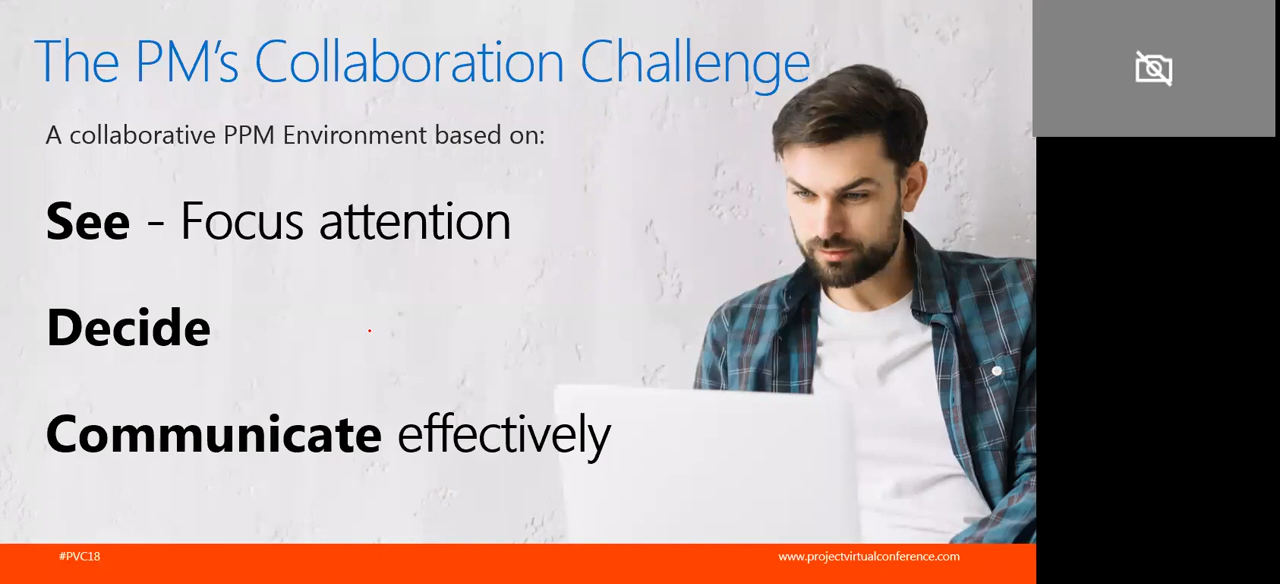 The PM's Collaboration Challenge
A collaborative PPM Environment based on:
See - Focus attention
Decide
Communicate effectively
#PVC18
www.projectvirtualconference.com